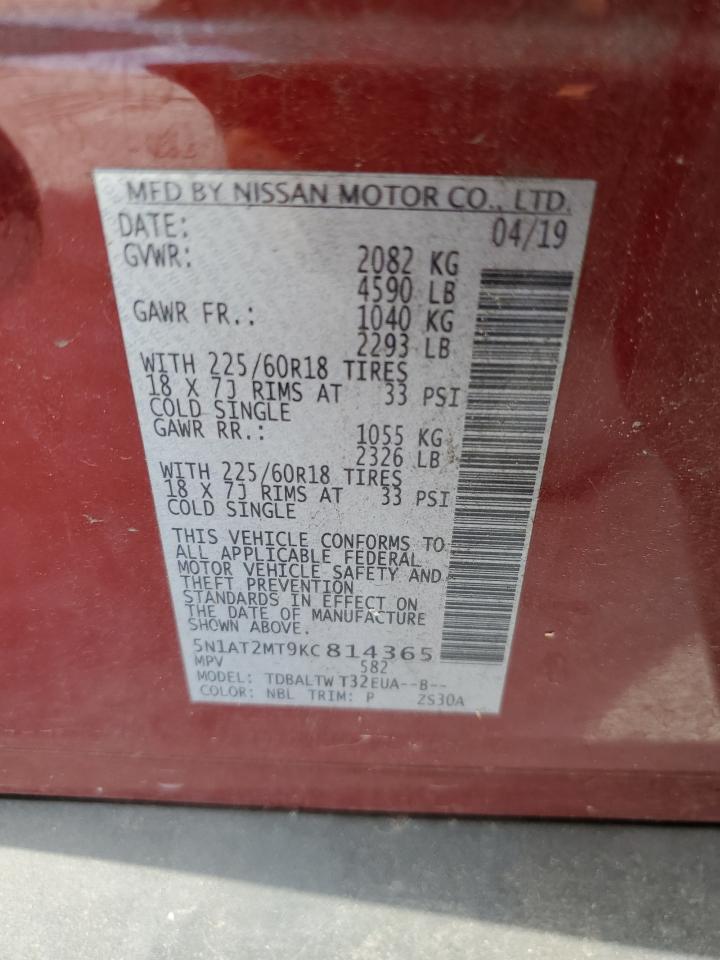 MFD BY NISSAN MOTOR CO., LTD.
DATE: 04/19
GVWR: 2082 KG
4590 LB
GAWR FR.: 1040 KG
2293 LB
WITH 225/60R18 TIRES
18 X 7J RIMS AT 33 PSI
COLD SINGLE
GAWR RR.: 1055 KG
2326 LB
WITH 225/60R18 TIRES
18 X 7J RIMS AT 33 PSI
COLD SINGLE
THIS VEHICLE CONFORMS TO
ALL APPLICABLE FEDERAL
MOTOR VEHICLE SAFETY AND
THEFT PREVENTION
STANDARDS IN EFFECT ON
THE DATE OF MANUFACTURE
SHOWN ABOVE.
5N1AT2MT9KC814365
MPV 582
MODEL: TDBALTW T32EUA--B--
COLOR: NBL TRIM: P ZS30A